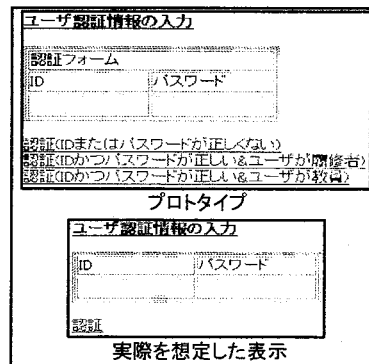 ユーザ認証情報の入力
認証フォーム
ID パスワード
認証(IDまたはパスワードが正しくない)
認証(IDかつパスワードが正しい&ユーザが履修者)
認証(IDかつパスワードが正しい&ユーザが教員)
プロトタイプ
ユーザ認証情報の入力
ID パスワード
認証
実際を想定した表示